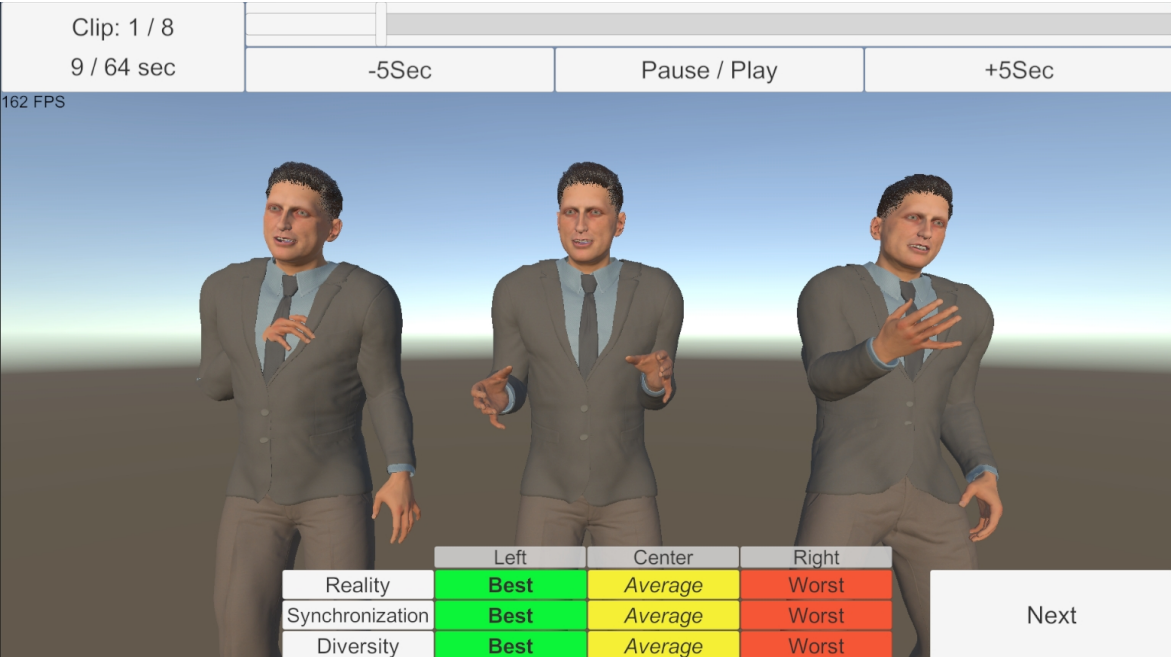 Clip: 1 / 8
9 / 64 sec
-5Sec
Pause / Play
+5Sec
162 FPS
Left Center Right
Reality Best Average Worst
Synchronization Best Average Worst
Diversity Best Average Worst
Next